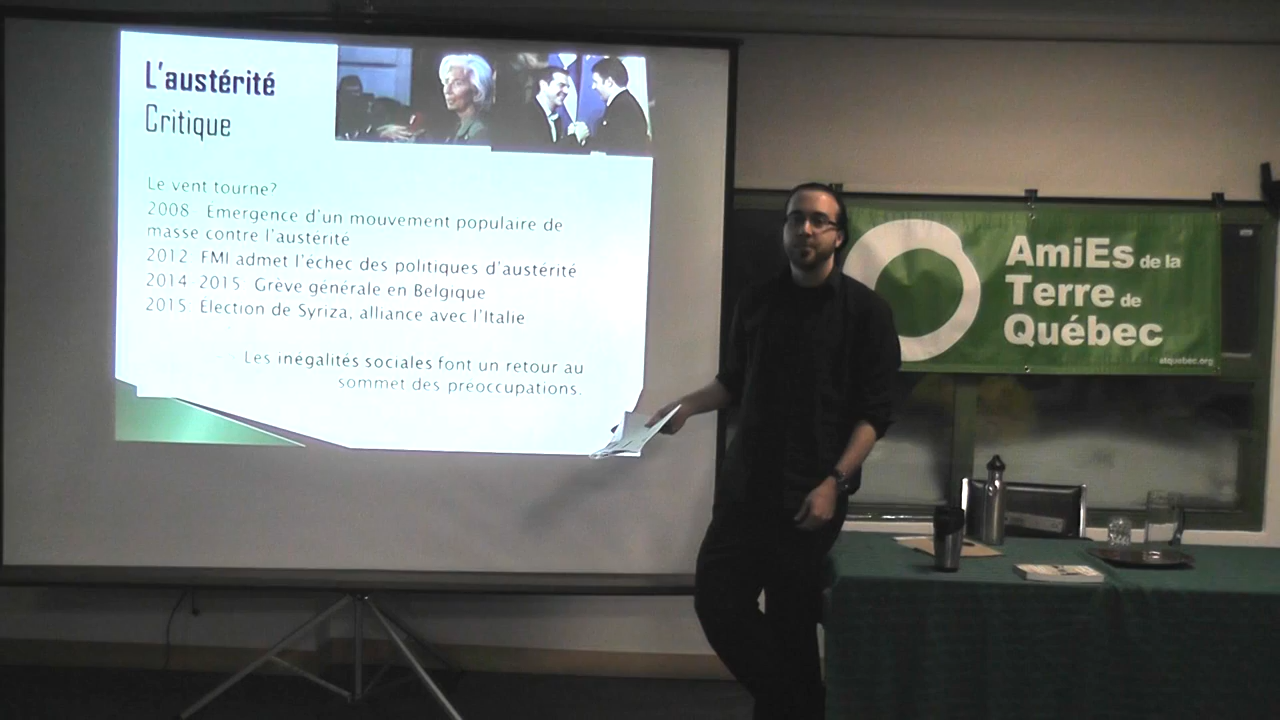 L'austérité
Critique
Le vent tourne?
2008 Emergence d'un mouvement populaire de
masse contre l'austérité
2012 FMI admet l'échec des politiques d'austérité
2014 2015 Grève générale en Belgique
2015 Election de Syriza, alliance avec l'Italie
Les inégalités sociales font un retour au
sommet des preoccupations.
AmiEs de la
Terre de
Québec
atquebec.org